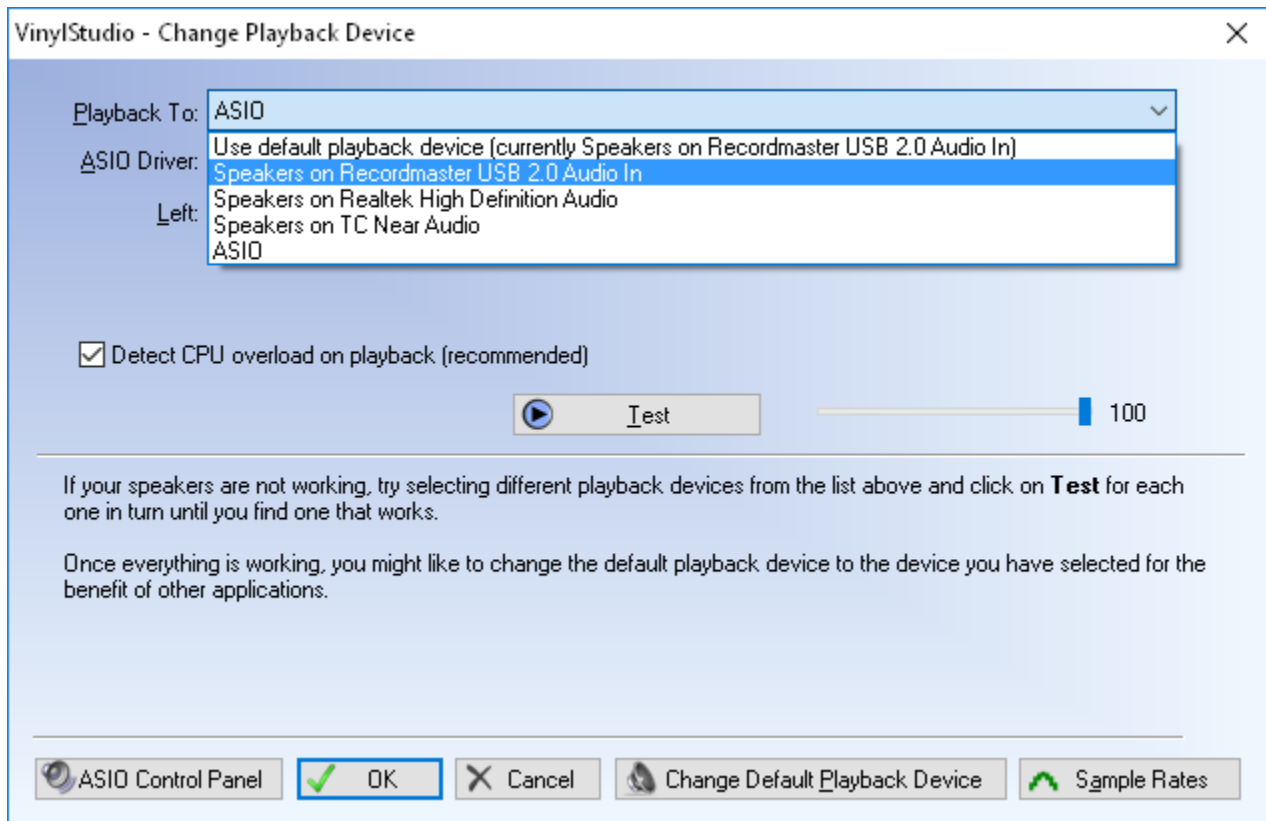 VinylStudio - Change Playback Device
Playback To: ASIO
Use default playback device (currently Speakers on Recordmaster USB 2.0 Audio In)
ASIO Driver:
Speakers on Recordmaster USB 2.0 Audio In
Speakers on Realtek High Definition Audio
Left:
Speakers on TC Near Audio
ASIO
Detect CPU overload on playback (recommended)
Test 100
If your speakers are not working, try selecting different playback devices from the list above and click on Test for each
one in turn until you find one that works.
Once everything is working, you might like to change the default playback device to the device you have selected for the
benefit of other applications.
ASIO Control Panel OK Cancel Change Default Playback Device Sample Rates